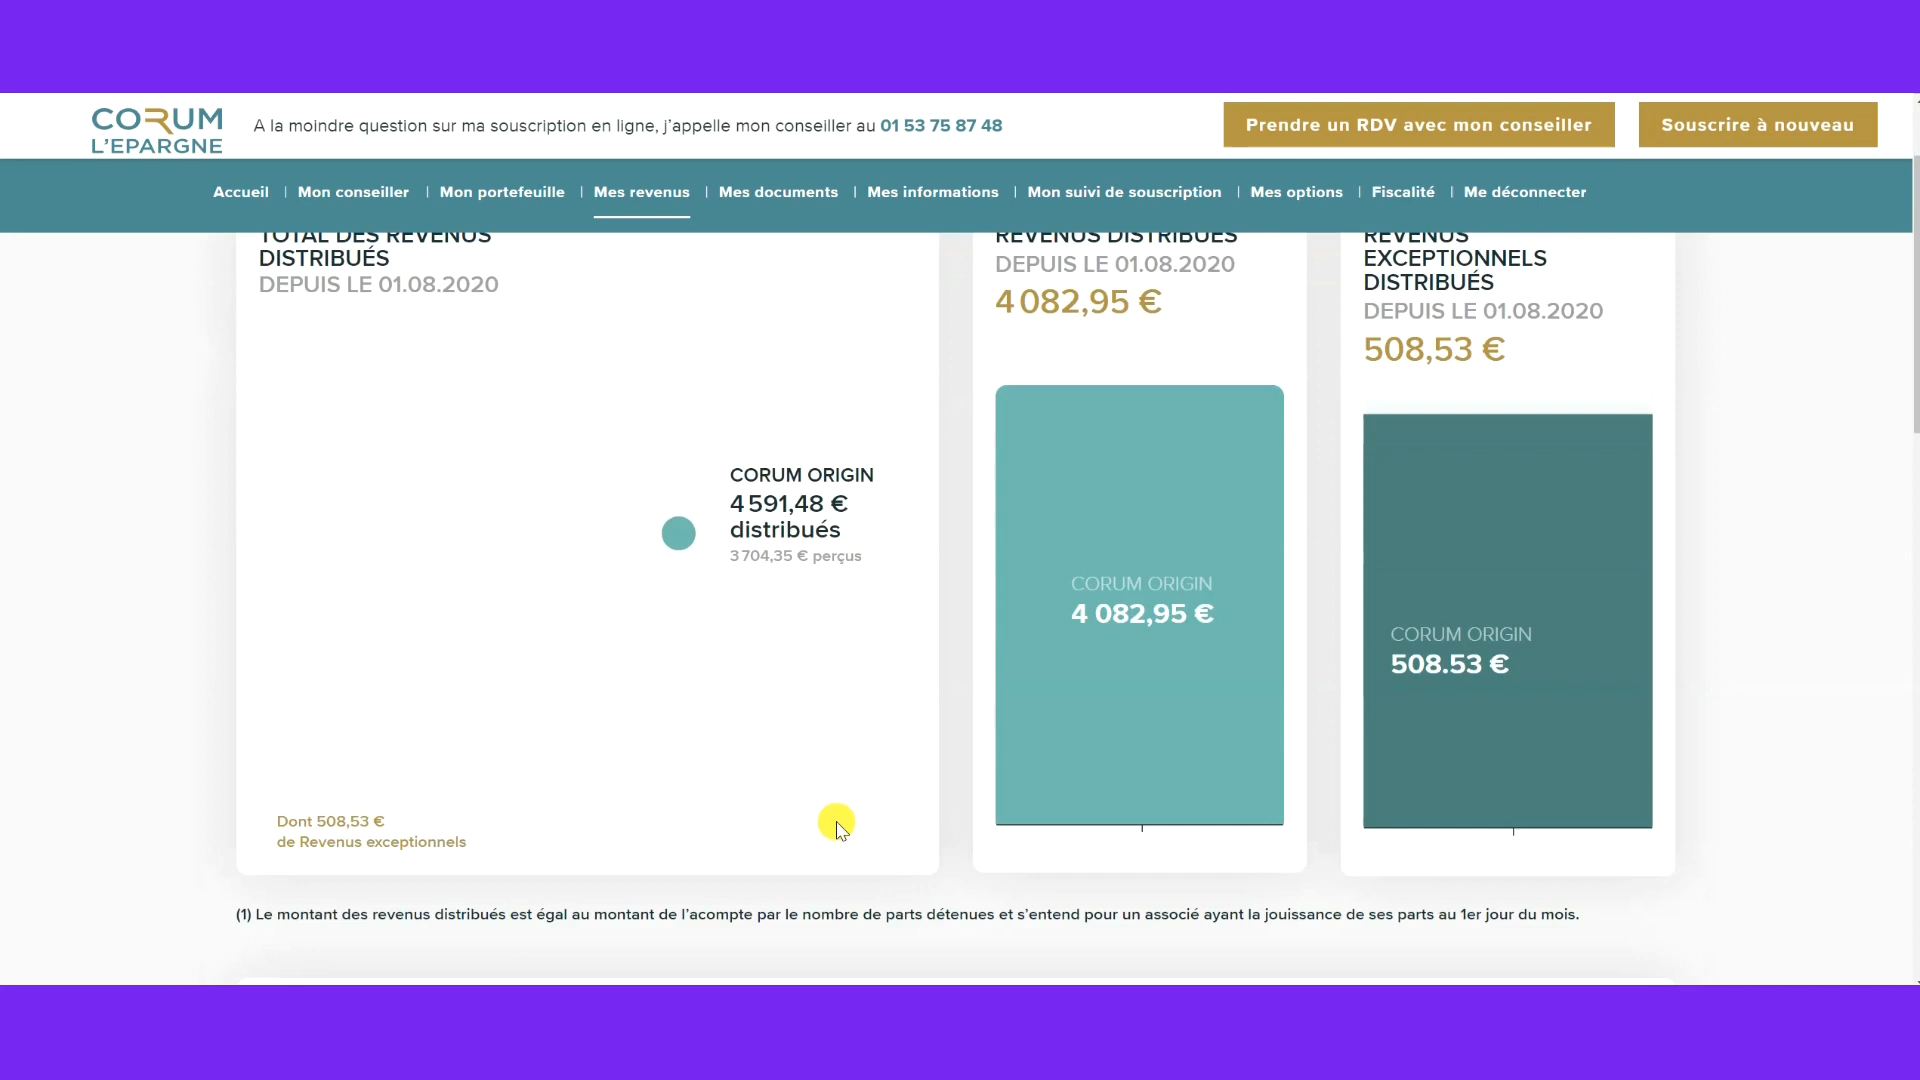 CORUM
L'EPARGNE
A la moindre question sur ma souscription en ligne, j'appelle mon conseiller au 01 53 75 87 48
Prendre un RDV avec mon conseiller
Souscrire à nouveau
Accueil | Mon conseiller | Mon portefeuille | Mes revenus | Mes documents | Mes informations | Mon suivi de souscription | Mes options | Fiscalité | Me déconnecter
TOTAL DES REVENUS
DISTRIBUÉS
DEPUIS LE 01.08.2020
CORUM ORIGIN
4 591,48 €
distribués
3 704,35 € perçus
Dont 508,53 €
de Revenus exceptionnels
REVENUS DISTRIBUÉS
DEPUIS LE 01.08.2020
4 082,95 €
CORUM ORIGIN
4 082,95 €
REVENUS
EXCEPTIONNELS
DISTRIBUÉS
DEPUIS LE 01.08.2020
508,53 €
CORUM ORIGIN
508.53 €
(1) Le montant des revenus distribués est égal au montant de l'acompte par le nombre de parts détenues et s'entend pour un associé ayant la jouissance de ses parts au 1er jour du mois.